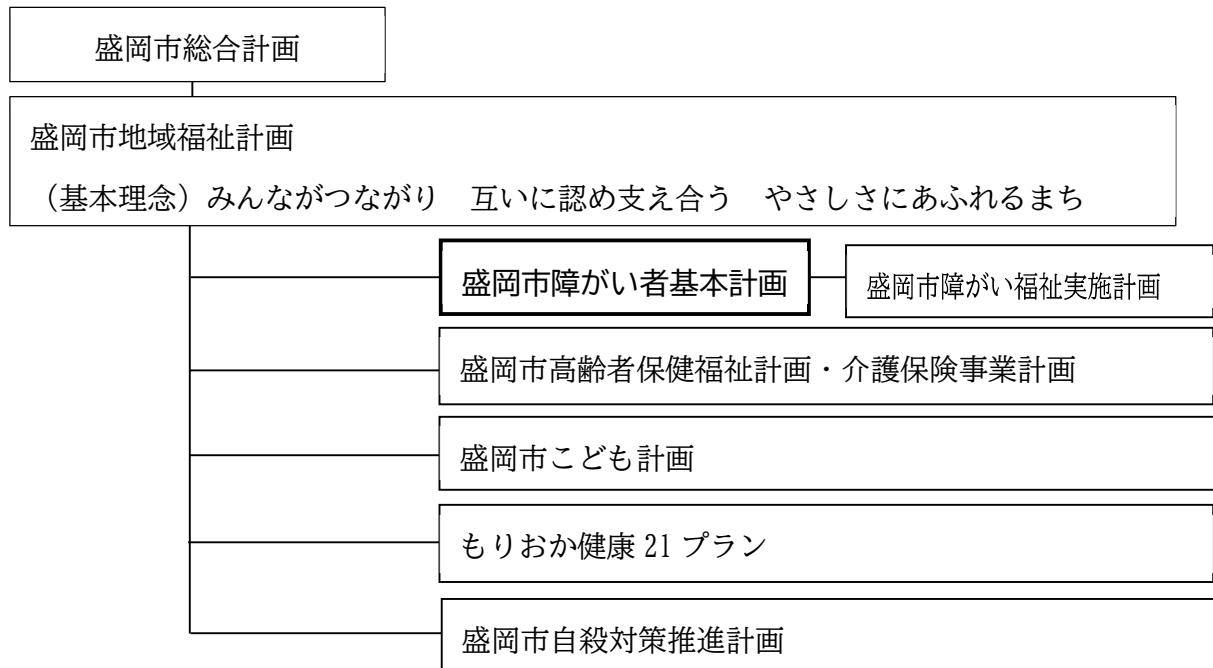 盛岡市総合計画
盛岡市地域福祉計画
（基本理念）みんながつながり　互いに認め支え合う　やさしさにあふれるまち
盛岡市障がい者基本計画
盛岡市障がい福祉実施計画
盛岡市高齢者保健福祉計画・介護保険事業計画
盛岡市こども計画
もりおか健康 21 プラン
盛岡市自殺対策推進計画